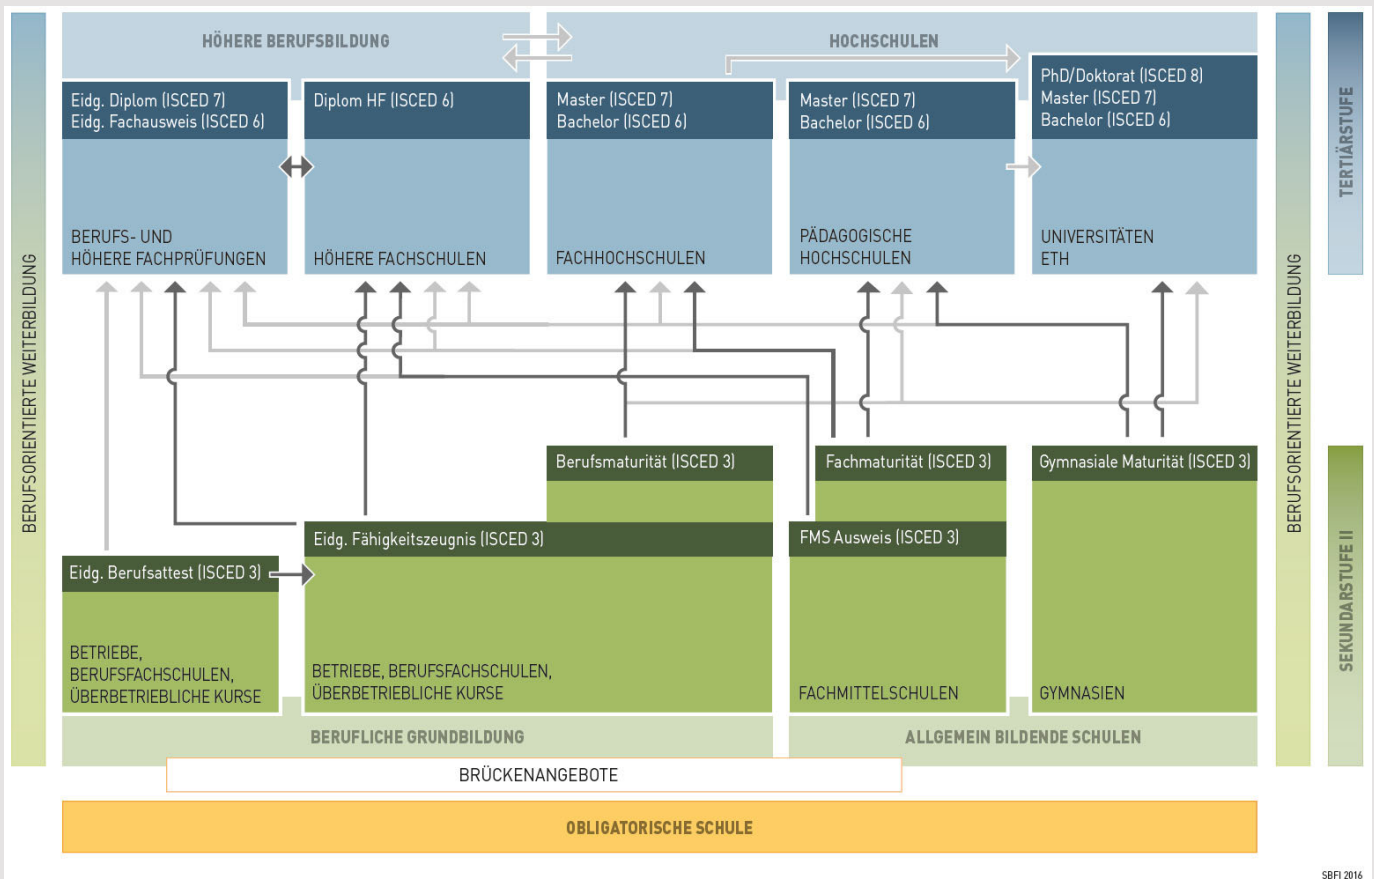 HÖHERE BERUFSBILDUNG
HOCHSCHULEN
Eidg. Diplom (ISCED 7)
Eidg. Fachausweis (ISCED 6)
BERUFS- UND
HÖHERE FACHPRÜFUNGEN
Diplom HF (ISCED 6)
HÖHERE FACHSCHULEN
Master (ISCED 7)
Bachelor (ISCED 6)
FACHHOCHSCHULEN
Master (ISCED 7)
Bachelor (ISCED 6)
PÄDAGOGISCHE
HOCHSCHULEN
PhD/Doktorat (ISCED 8)
Master (ISCED 7)
Bachelor (ISCED 6)
UNIVERSITÄTEN
ETH
BERUFSORIENTIERTE WEITERBILDUNG
BERUFSORIENTIERTE WEITERBILDUNG
TERTIÄRSTUFE
SEKUNDARSTUFE II
Berufsmaturität (ISCED 3)
Fachmaturität (ISCED 3)
Gymnasiale Maturität (ISCED 3)
Eidg. Fähigkeitszeugnis (ISCED 3)
FMS Ausweis (ISCED 3)
Eidg. Berufsattest (ISCED 3)
BETRIEBE,
BERUFSFACHSCHULEN,
ÜBERBETRIEBLICHE KURSE
BETRIEBE, BERUFSFACHSCHULEN,
ÜBERBETRIEBLICHE KURSE
FACHMITTELSCHULEN
GYMNASIEN
BERUFLICHE GRUNDBILDUNG
ALLGEMEIN BILDENDE SCHULEN
BRÜCKENANGEBOTE
OBLIGATORISCHE SCHULE
SBFI 2016